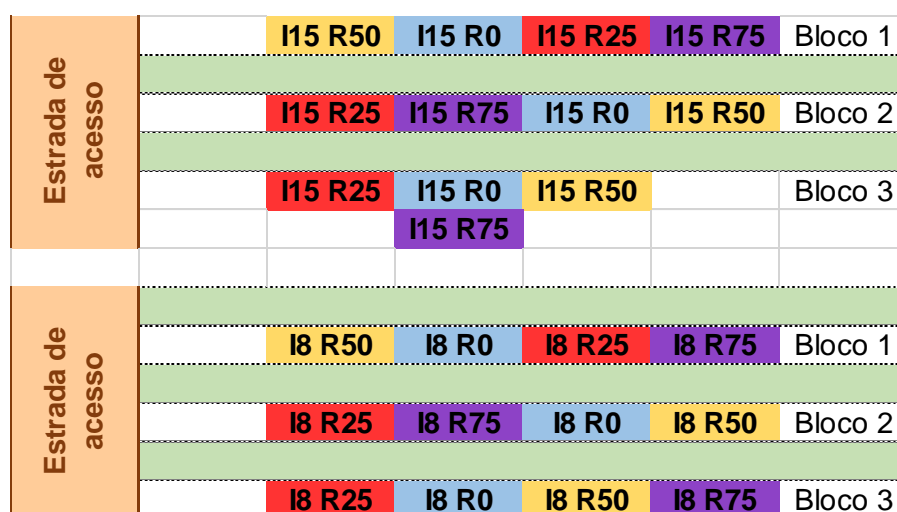 Estrada de
acesso
I15 R50 I15 R0 I15 R25 I15 R75 Bloco 1
I15 R25 I15 R75 I15 R0 I15 R50 Bloco 2
I15 R25 I15 R0 I15 R50 Bloco 3
I15 R75
Estrada de
acesso
I8 R50 I8 R0 I8 R25 I8 R75 Bloco 1
I8 R25 I8 R75 I8 R0 I8 R50 Bloco 2
I8 R25 I8 R0 I8 R50 I8 R75 Bloco 3